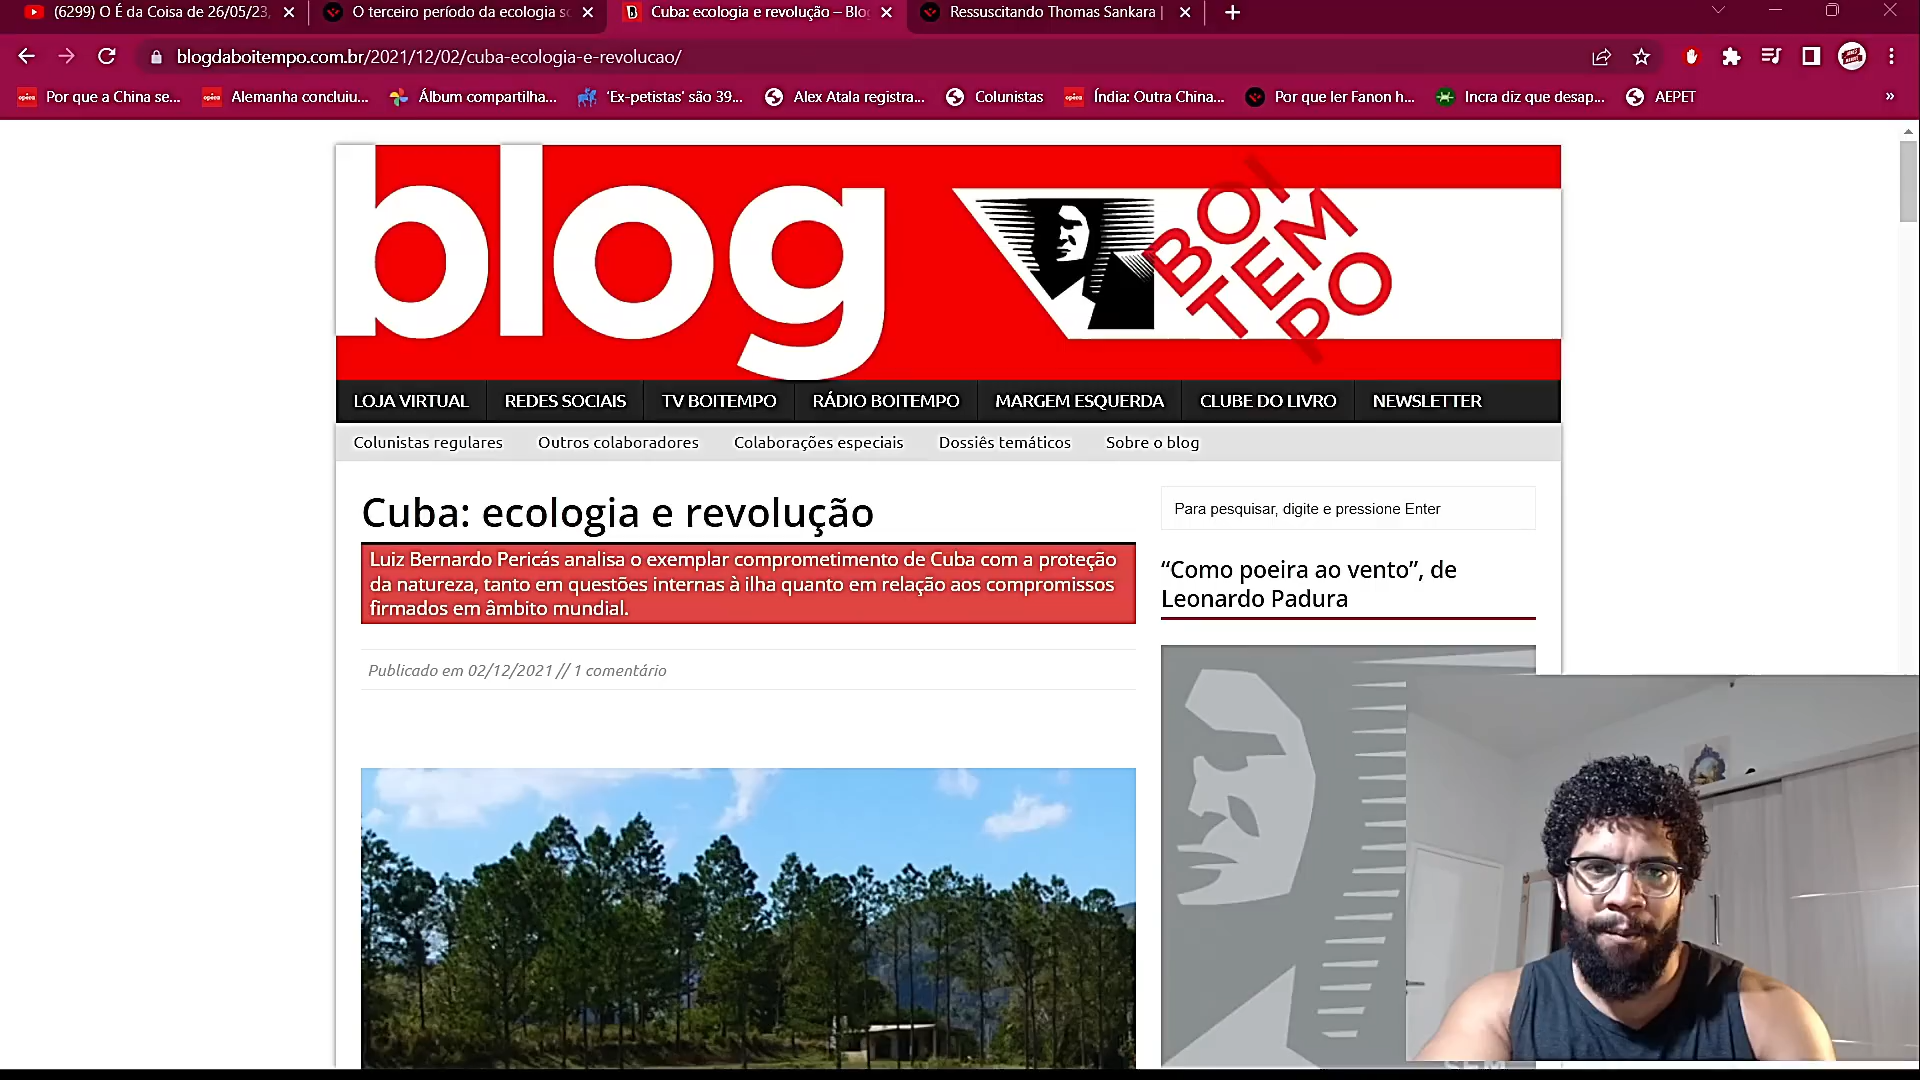 (6299) O É da Coisa de 26/05/23,
O terceiro período da ecologia so
Cuba: ecologia e revolução – Blo
Ressuscitando Thomas Sankara |
blogdaboitempo.com.br/2021/12/02/cuba-ecologia-e-revolucao/
Por que a China se...
Alemanha concluiu...
Álbum compartilha...
'Ex-petistas' são 39...
Alex Atala registra...
Colunistas
Índia: Outra China...
Por que ler Fanon h...
Incra diz que desap...
AEPET
»
blog
BOI
TEM
PO
LOJA VIRTUAL
REDES SOCIAIS
TV BOITEMPO
RÁDIO BOITEMPO
MARGEM ESQUERDA
CLUBE DO LIVRO
NEWSLETTER
Colunistas regulares
Outros colaboradores
Colaborações especiais
Dossiês temáticos
Sobre o blog
Cuba: ecologia e revolução
Luiz Bernardo Pericás analisa o exemplar comprometimento de Cuba com a proteção
da natureza, tanto em questões internas à ilha quanto em relação aos compromissos
firmados em âmbito mundial.
Publicado em 02/12/2021 // 1 comentário
Para pesquisar, digite e pressione Enter
“Como poeira ao vento”, de
Leonardo Padura